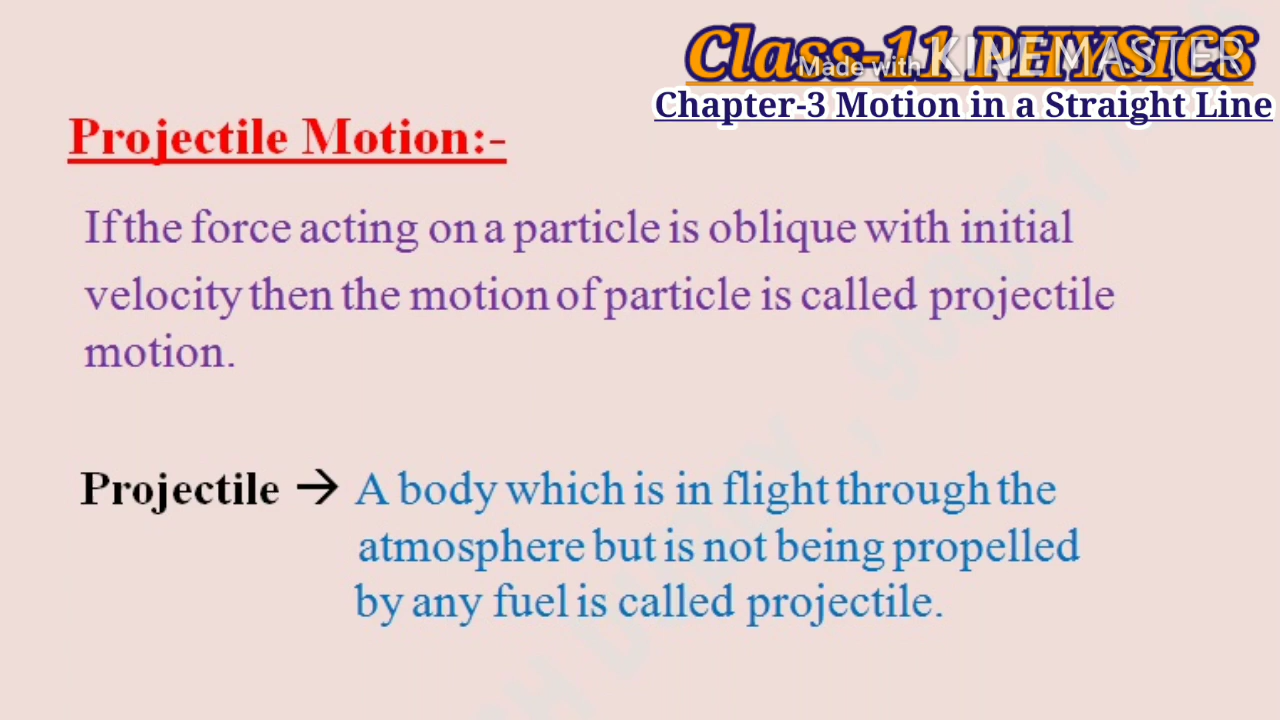 Class-11 PHYSICS
Made with KINEMASTER
Chapter-3 Motion in a Straight Line
Projectile Motion:-
If the force acting on a particle is oblique with initial
velocity then the motion of particle is called projectile
motion.
Projectile → A body which is in flight through the
atmosphere but is not being propelled
by any fuel is called projectile.